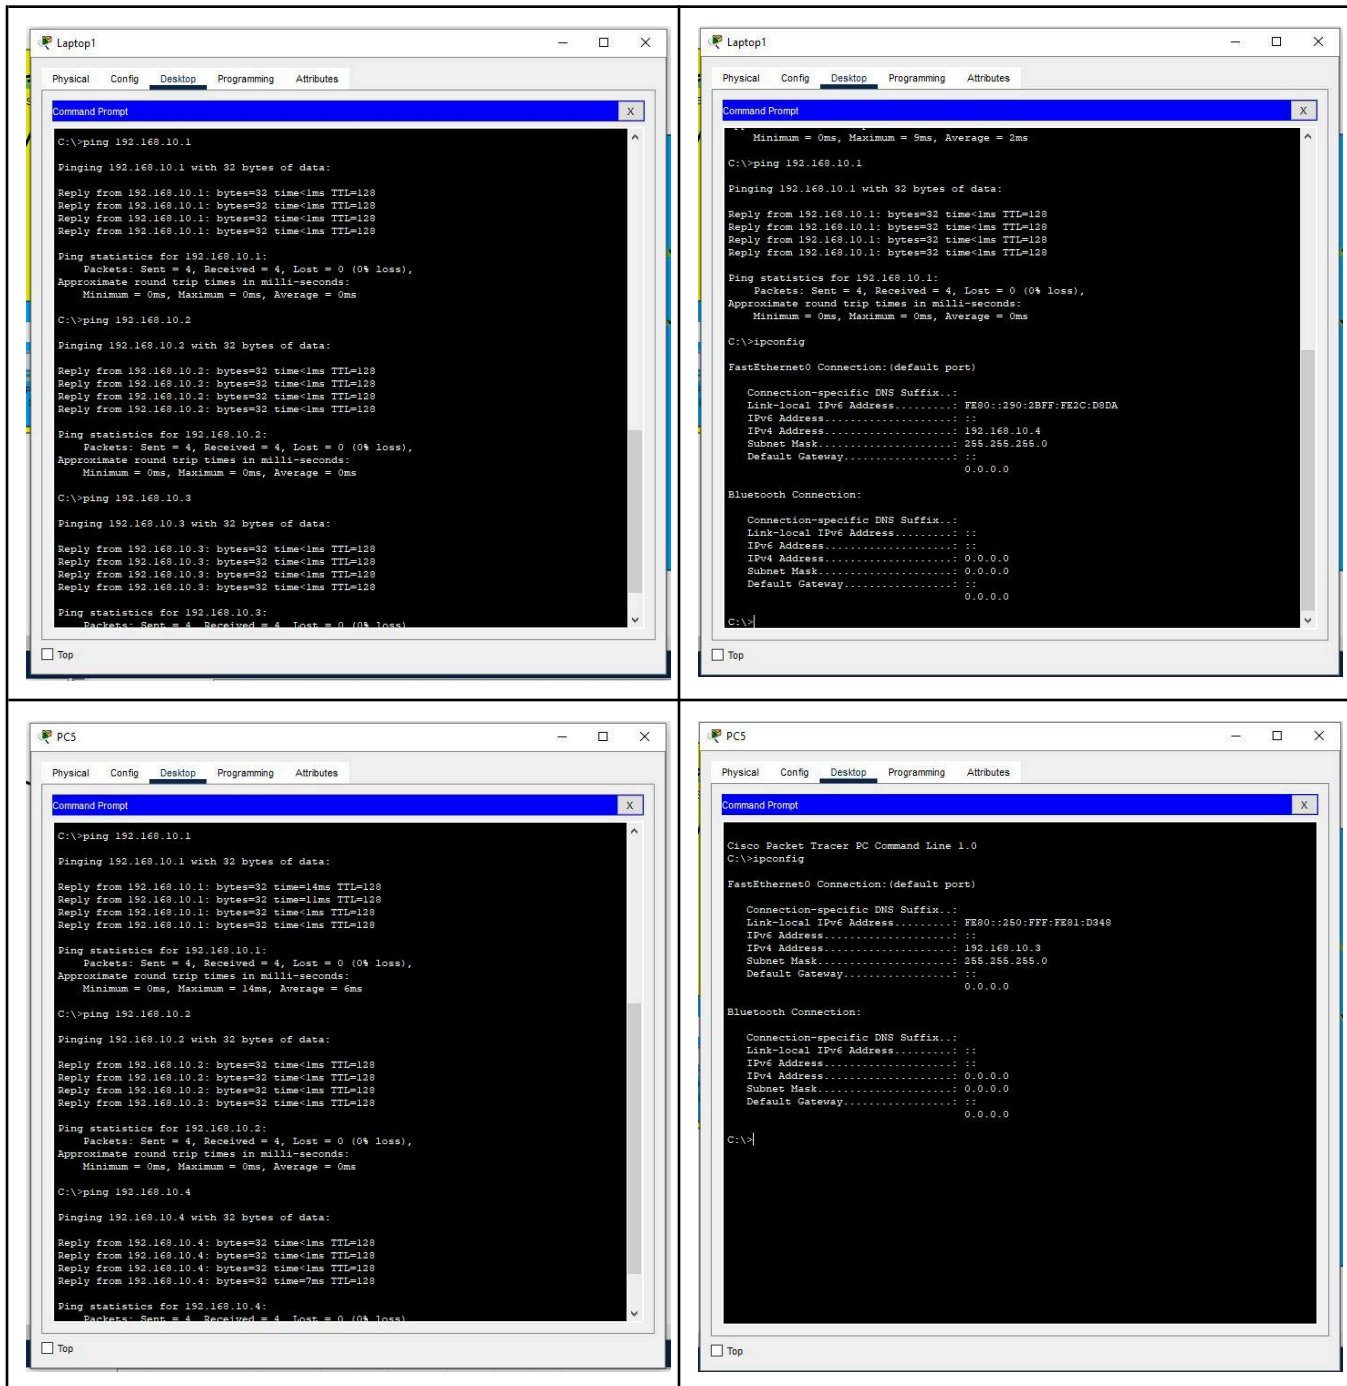 Laptop1
Physical Config Desktop Programming Attributes
Command Prompt
X
C:\>ping 192.168.10.1
Pinging 192.168.10.1 with 32 bytes of data:
Reply from 192.168.10.1: bytes=32 time<1ms TTL=128
Reply from 192.168.10.1: bytes=32 time<1ms TTL=128
Reply from 192.168.10.1: bytes=32 time<1ms TTL=128
Reply from 192.168.10.1: bytes=32 time<1ms TTL=128
Ping statistics for 192.168.10.1:
Packets: Sent = 4, Received = 4, Lost = 0 (0% loss),
Approximate round trip times in milli-seconds:
Minimum = 0ms, Maximum = 0ms, Average = 0ms
C:\>ping 192.168.10.2
Pinging 192.168.10.2 with 32 bytes of data:
Reply from 192.168.10.2: bytes=32 time<1ms TTL=128
Reply from 192.168.10.2: bytes=32 time<1ms TTL=128
Reply from 192.168.10.2: bytes=32 time<1ms TTL=128
Reply from 192.168.10.2: bytes=32 time<1ms TTL=128
Ping statistics for 192.168.10.2:
Packets: Sent = 4, Received = 4, Lost = 0 (0% loss),
Approximate round trip times in milli-seconds:
Minimum = 0ms, Maximum = 0ms, Average = 0ms
C:\>ping 192.168.10.3
Pinging 192.168.10.3 with 32 bytes of data:
Reply from 192.168.10.3: bytes=32 time<1ms TTL=128
Reply from 192.168.10.3: bytes=32 time<1ms TTL=128
Reply from 192.168.10.3: bytes=32 time<1ms TTL=128
Reply from 192.168.10.3: bytes=32 time<1ms TTL=128
Ping statistics for 192.168.10.3:
Packets: Sent = 4, Received = 4, Lost = 0 (0% loss)
Top
Laptop1
Physical Config Desktop Programming Attributes
Command Prompt
X
Minimum = 0ms, Maximum = 9ms, Average = 2ms
C:\>ping 192.168.10.1
Pinging 192.168.10.1 with 32 bytes of data:
Reply from 192.168.10.1: bytes=32 time<1ms TTL=128
Reply from 192.168.10.1: bytes=32 time<1ms TTL=128
Reply from 192.168.10.1: bytes=32 time<1ms TTL=128
Reply from 192.168.10.1: bytes=32 time<1ms TTL=128
Ping statistics for 192.168.10.1:
Packets: Sent = 4, Received = 4, Lost = 0 (0% loss),
Approximate round trip times in milli-seconds:
Minimum = 0ms, Maximum = 0ms, Average = 0ms
C:\>ipconfig
FastEthernet0 Connection:(default port)
Connection-specific DNS Suffix..:
Link-local IPv6 Address.........: FE80::290:2BFF:FE2C:D8DA
IPv6 Address....................: ::
IPv4 Address....................: 192.168.10.4
Subnet Mask.....................: 255.255.255.0
Default Gateway.................: ::
0.0.0.0
Bluetooth Connection:
Connection-specific DNS Suffix..:
Link-local IPv6 Address.........: ::
IPv6 Address....................: ::
IPv4 Address....................: 0.0.0.0
Subnet Mask.....................: 0.0.0.0
Default Gateway.................: ::
0.0.0.0
C:\>
Top
PC5
Physical Config Desktop Programming Attributes
Command Prompt
X
C:\>ping 192.168.10.1
Pinging 192.168.10.1 with 32 bytes of data:
Reply from 192.168.10.1: bytes=32 time=14ms TTL=128
Reply from 192.168.10.1: bytes=32 time=11ms TTL=128
Reply from 192.168.10.1: bytes=32 time<1ms TTL=128
Reply from 192.168.10.1: bytes=32 time<1ms TTL=128
Ping statistics for 192.168.10.1:
Packets: Sent = 4, Received = 4, Lost = 0 (0% loss),
Approximate round trip times in milli-seconds:
Minimum = 0ms, Maximum = 14ms, Average = 6ms
C:\>ping 192.168.10.2
Pinging 192.168.10.2 with 32 bytes of data:
Reply from 192.168.10.2: bytes=32 time<1ms TTL=128
Reply from 192.168.10.2: bytes=32 time<1ms TTL=128
Reply from 192.168.10.2: bytes=32 time<1ms TTL=128
Reply from 192.168.10.2: bytes=32 time<1ms TTL=128
Ping statistics for 192.168.10.2:
Packets: Sent = 4, Received = 4, Lost = 0 (0% loss),
Approximate round trip times in milli-seconds:
Minimum = 0ms, Maximum = 0ms, Average = 0ms
C:\>ping 192.168.10.4
Pinging 192.168.10.4 with 32 bytes of data:
Reply from 192.168.10.4: bytes=32 time<1ms TTL=128
Reply from 192.168.10.4: bytes=32 time<1ms TTL=128
Reply from 192.168.10.4: bytes=32 time<1ms TTL=128
Reply from 192.168.10.4: bytes=32 time=7ms TTL=128
Ping statistics for 192.168.10.4:
Packets: Sent = 4, Received = 4, Lost = 0 (0% loss)
Top
PC5
Physical Config Desktop Programming Attributes
Command Prompt
X
Cisco Packet Tracer PC Command Line 1.0
C:\>ipconfig
FastEthernet0 Connection:(default port)
Connection-specific DNS Suffix..:
Link-local IPv6 Address.........: FE80::250:FFF:FE81:D348
IPv6 Address....................: ::
IPv4 Address....................: 192.168.10.3
Subnet Mask.....................: 255.255.255.0
Default Gateway.................: ::
0.0.0.0
Bluetooth Connection:
Connection-specific DNS Suffix..:
Link-local IPv6 Address.........: ::
IPv6 Address....................: ::
IPv4 Address....................: 0.0.0.0
Subnet Mask.....................: 0.0.0.0
Default Gateway.................: ::
0.0.0.0
C:\>
Top